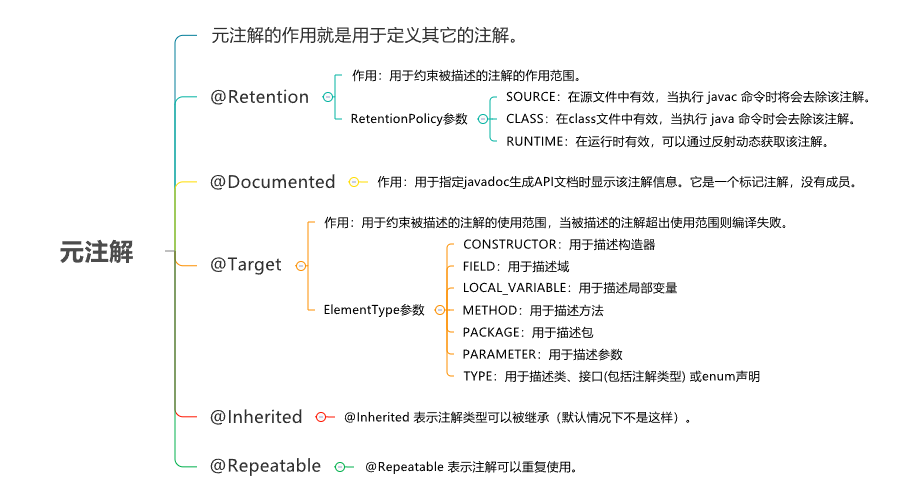 元注解
元注解的作用就是用于定义其它的注解。
@Retention
作用：用于约束被描述的注解的作用范围。
RetentionPolicy参数
SOURCE：在源文件中有效，当执行 javac 命令时将会去除该注解。
CLASS：在class文件中有效，当执行 java 命令时会去除该注解。
RUNTIME：在运行时有效，可以通过反射动态获取该注解。
@Documented
作用：用于指定javadoc生成API文档时显示该注解信息。它是一个标记注解，没有成员。
@Target
作用：用于约束被描述的注解的使用范围，当被描述的注解超出使用范围则编译失败。
ElementType参数
CONSTRUCTOR：用于描述构造器
FIELD：用于描述域
LOCAL_VARIABLE：用于描述局部变量
METHOD：用于描述方法
PACKAGE：用于描述包
PARAMETER：用于描述参数
TYPE：用于描述类、接口(包括注解类型) 或enum声明
@Inherited
@Inherited 表示注解类型可以被继承（默认情况下不是这样）。
@Repeatable
@Repeatable 表示注解可以重复使用。